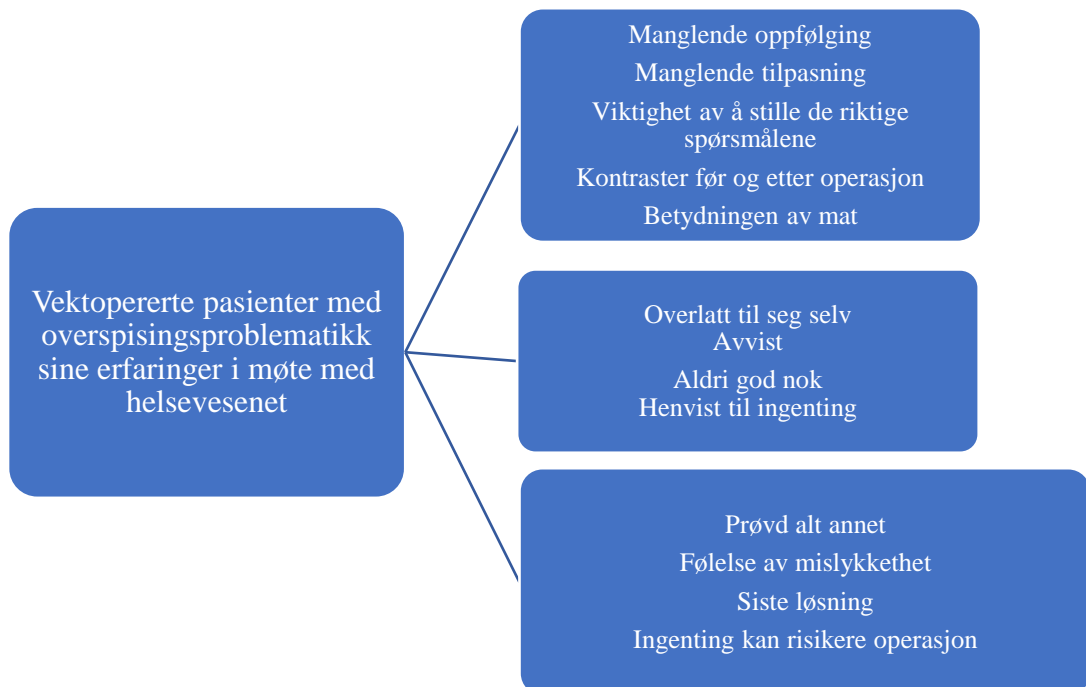 Vektopererte pasienter med
overspisingsproblematikk
sine erfaringer i møte med
helsevesenet
Manglende oppfølging
Manglende tilpasning
Viktighet av å stille de riktige
spørsmålene
Kontraster før og etter operasjon
Betydningen av mat
Overlatt til seg selv
Avvist
Aldri god nok
Henvist til ingenting
Prøvd alt annet
Følelse av mislykkethet
Siste løsning
Ingenting kan risikere operasjon